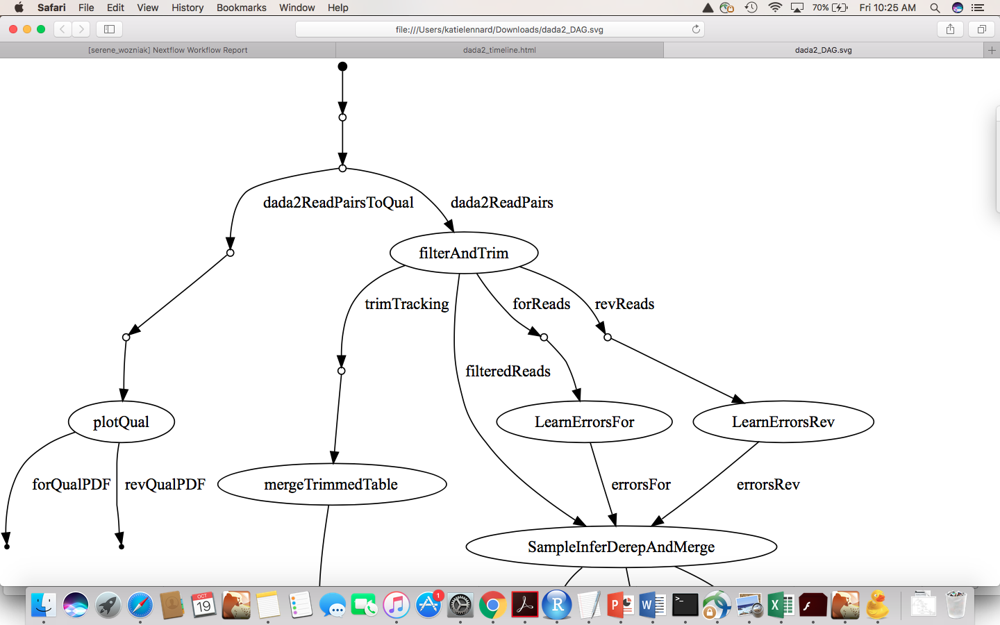 Safari File Edit View History Bookmarks Window Help 70% Fri 10:25 AM
file:///Users/katielennard/Downloads/dada2_DAG.svg
[serene_wozniak] Nextflow Workflow Report dada2_timeline.html dada2_DAG.svg
dada2ReadPairsToQual dada2ReadPairs
filterAndTrim
trimTracking forReads revReads
filteredReads
plotQual LearnErrorsFor LearnErrorsRev
forQualPDF revQualPDF mergeTrimmedTable errorsFor errorsRev
SampleInferDerepAndMerge
OCT
19
1
R
P
W
>_
X
f